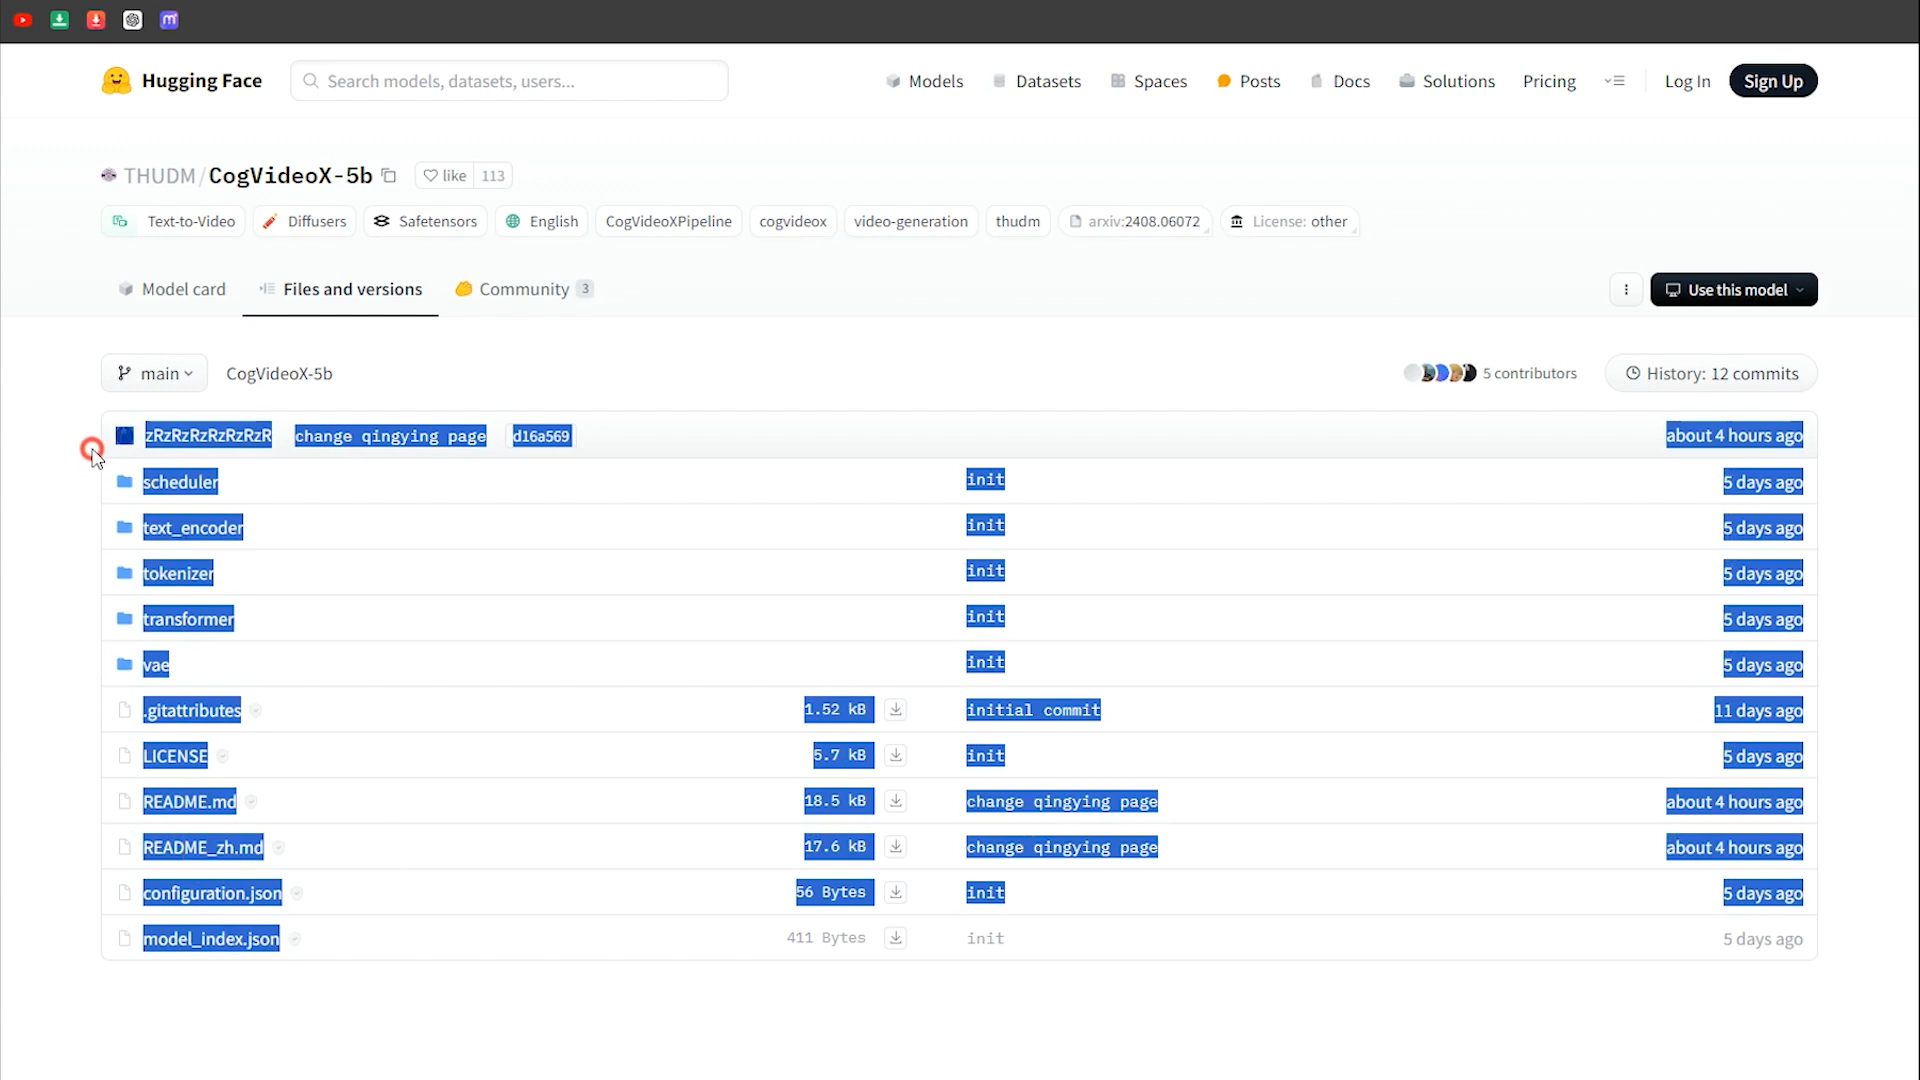 Hugging Face Search models, datasets, users... Models Datasets Spaces Posts Docs Solutions Pricing Log In Sign Up
THUDM/CogVideoX-5b like 113
Text-to-Video Diffusers Safetensors English CogVideoXPipeline cogvideox video-generation thudm arxiv:2408.06072 License: other
Model card Files and versions Community 3 Use this model
main CogVideoX-5b 5 contributors History: 12 commits
zRzRzRzRzRzRzR change qingying page d16a569 about 4 hours ago
scheduler init 5 days ago
text_encoder init 5 days ago
tokenizer init 5 days ago
transformer init 5 days ago
vae init 5 days ago
.gitattributes 1.52 kB initial commit 11 days ago
LICENSE 5.7 kB init 5 days ago
README.md 18.5 kB change qingying page about 4 hours ago
README_zh.md 17.6 kB change qingying page about 4 hours ago
configuration.json 56 Bytes init 5 days ago
model_index.json 411 Bytes init 5 days ago